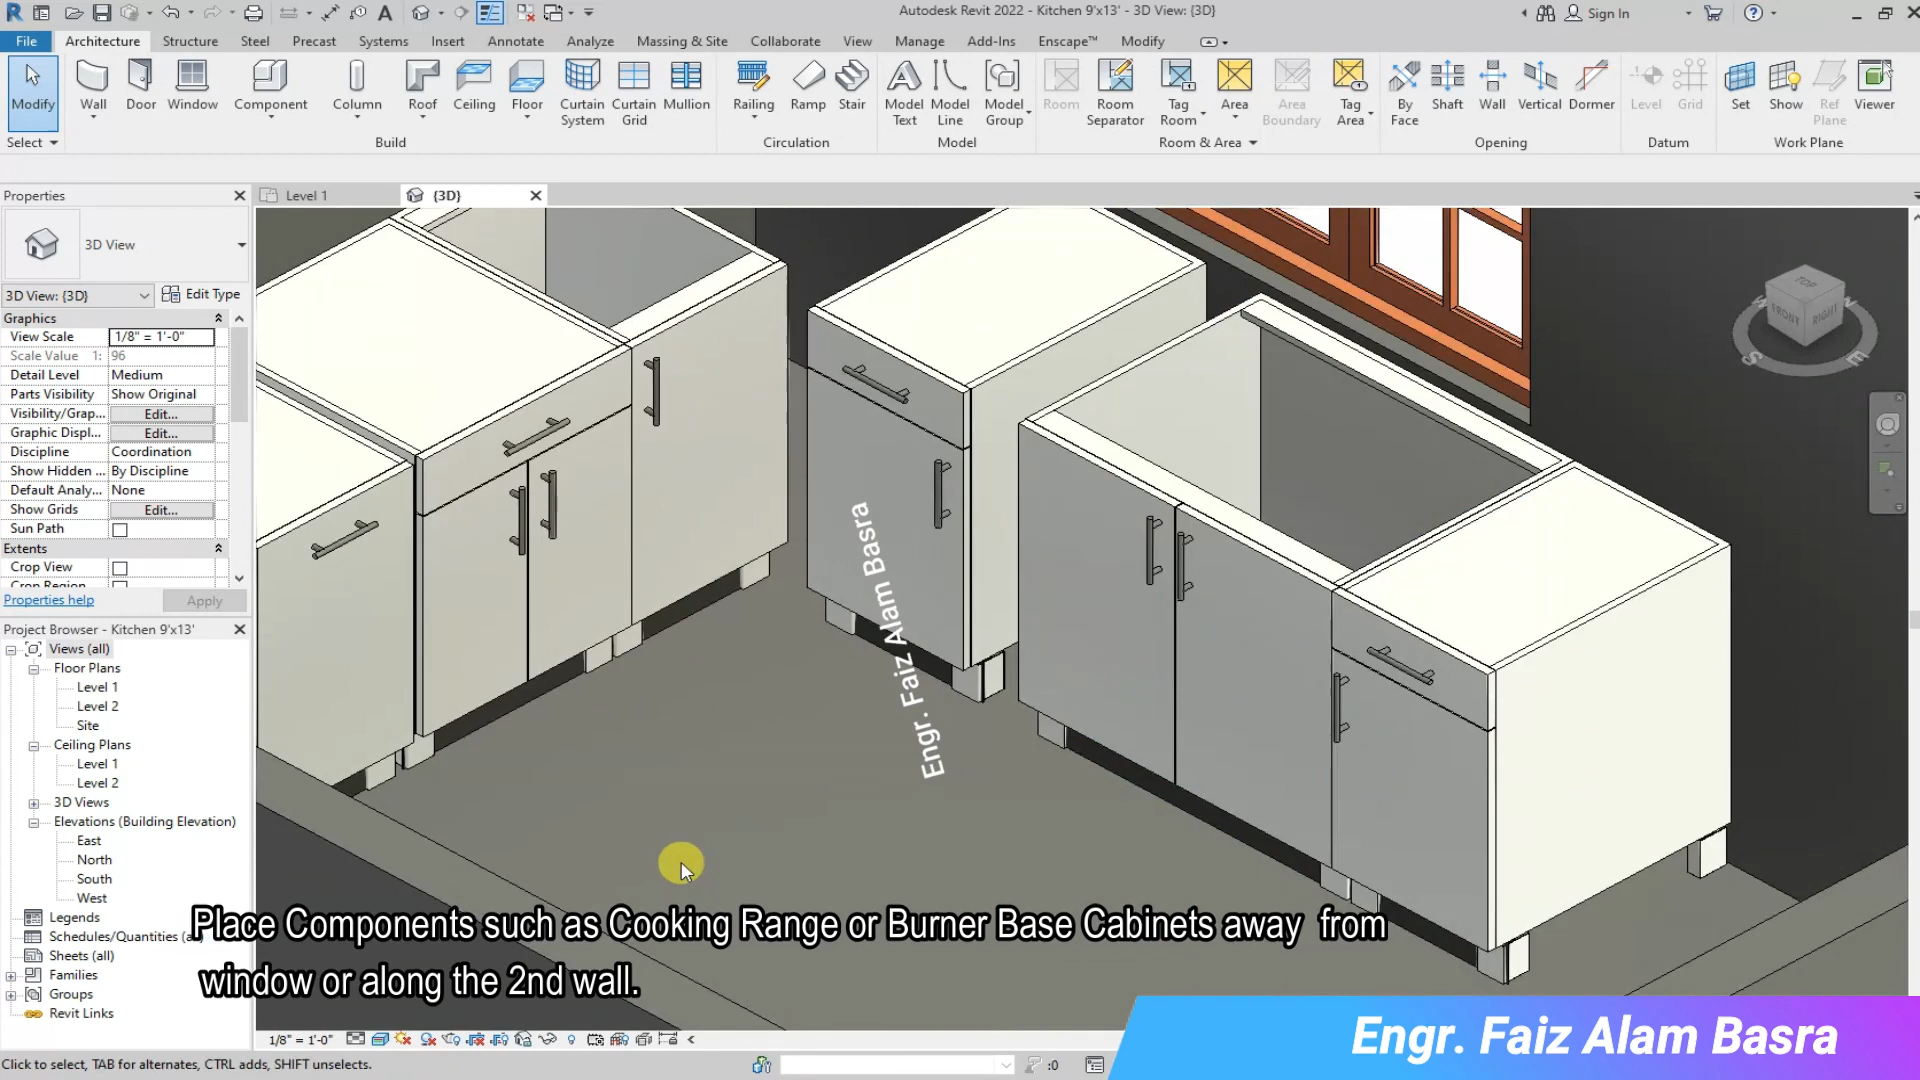 Autodesk Revit 2022 - Kitchen 9'x13' - 3D View: {3D}
Sign In
File Architecture Structure Steel Precast Systems Insert Annotate Analyze Massing & Site Collaborate View Manage Add-Ins Enscape™ Modify
Modify
Wall
Door
Window
Component
Column
Roof
Ceiling
Floor
Curtain System
Curtain Grid
Mullion
Railing
Ramp
Stair
Model Text
Model Line
Model Group
Room
Room Separator
Tag Room
Area
Area Boundary
Tag Area
By Face
Shaft
Wall
Vertical
Dormer
Level
Grid
Set
Show
Ref Plane
Viewer
Select
Build
Circulation
Model
Room & Area
Opening
Datum
Work Plane
Properties
Level 1
{3D}
3D View
3D View: {3D}
Edit Type
Graphics
View Scale 1/8" = 1'-0"
Scale Value 1: 96
Detail Level Medium
Parts Visibility Show Original
Visibility/Grap... Edit...
Graphic Displ... Edit...
Discipline Coordination
Show Hidden ... By Discipline
Default Analy... None
Show Grids Edit...
Sun Path
Extents
Crop View
Crop Region
Properties help
Apply
Project Browser - Kitchen 9'x13'
Views (all)
Floor Plans
Level 1
Level 2
Site
Ceiling Plans
Level 1
Level 2
3D Views
Elevations (Building Elevation)
East
North
South
West
Legends
Schedules/Quantities (a
Sheets (all)
Families
Groups
Revit Links
TOP
FRONT
RIGHT
S
E
Engr. Faiz Alam Basra
Place Components such as Cooking Range or Burner Base Cabinets away from
window or along the 2nd wall.
1/8" = 1'-0"
Click to select, TAB for alternates, CTRL adds, SHIFT unselects.
:0
Engr. Faiz Alam Basra